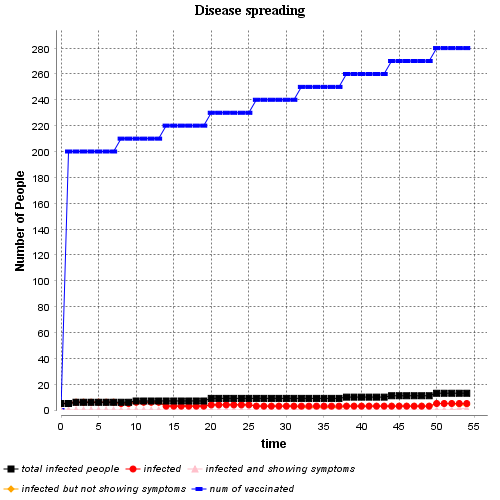 Disease spreading
Number of People
280
260
240
220
200
180
160
140
120
100
80
60
40
20
0
0 5 10 15 20 25 30 35 40 45 50 55
time
total infected people infected infected and showing symptoms
infected but not showing symptoms num of vaccinated